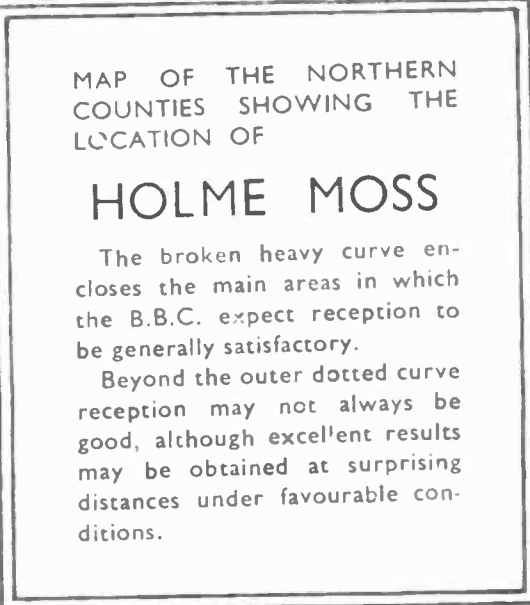 MAP OF THE NORTHERN
COUNTIES SHOWING THE
LOCATION OF
HOLME MOSS
The broken heavy curve en-
closes the main areas in which
the B.B.C. expect reception to
be generally satisfactory.
Beyond the outer dotted curve
reception may not always be
good, although excellent results
may be obtained at surprising
distances under favourable con-
ditions.